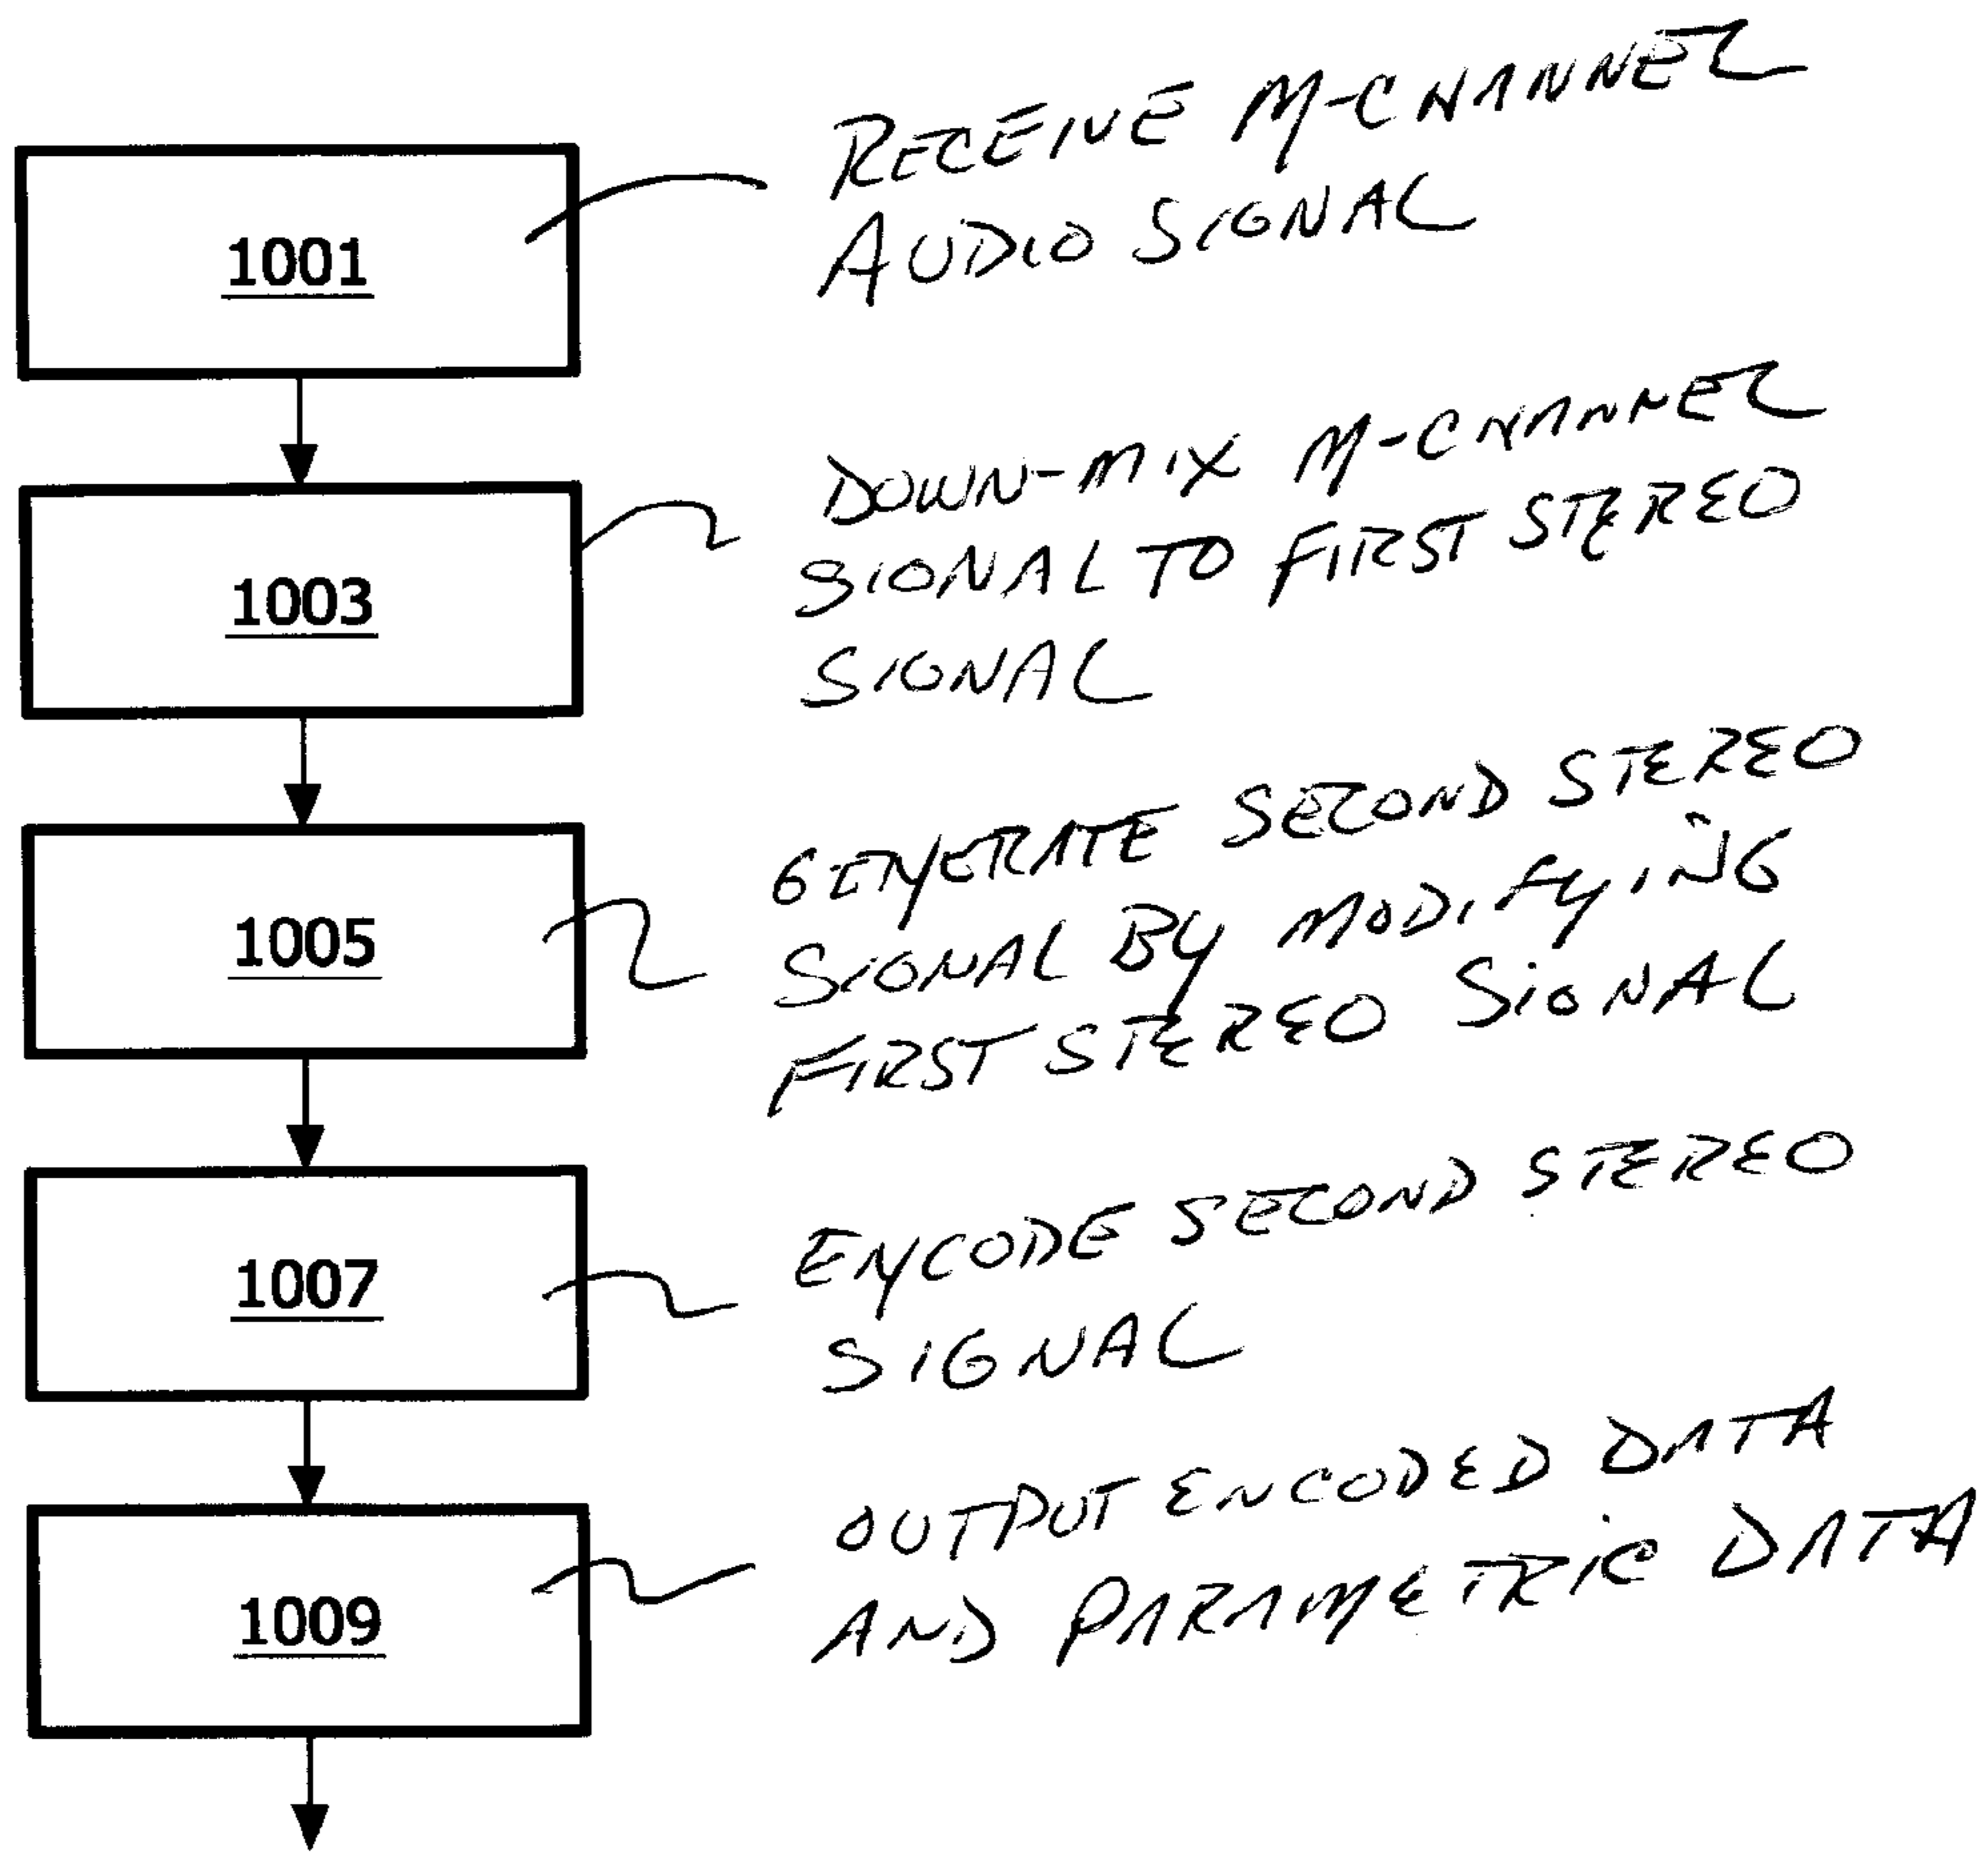 1001
RECEIVE M-CHANNEL
AUDIO SIGNAL
1003
DOWN-MIX M-CHANNEL
SIGNAL TO FIRST STEREO
SIGNAL
1005
GENERATE SECOND STEREO
SIGNAL BY MODIFYING
FIRST STEREO SIGNAL
1007
ENCODE SECOND STEREO
SIGNAL
1009
OUTPUT ENCODED DATA
AND PARAMETRIC DATA